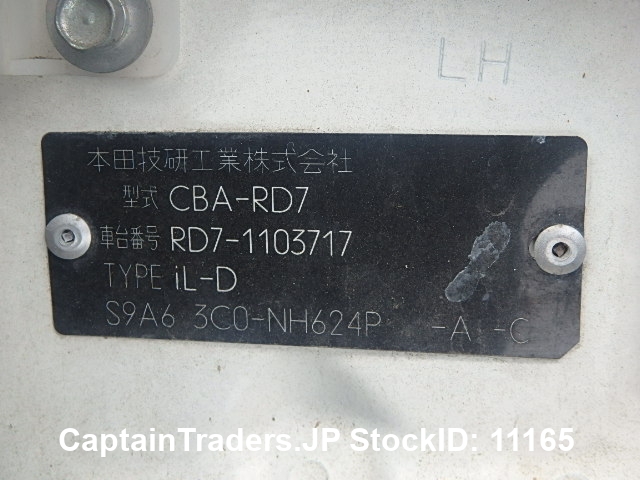 LH
本田技研工業株式会社
型式 CBA-RD7
車台番号 RD7-1103717
TYPE iL-D
S9A6 3C0-NH624P -A -C
CaptainTraders.JP StockID: 11165